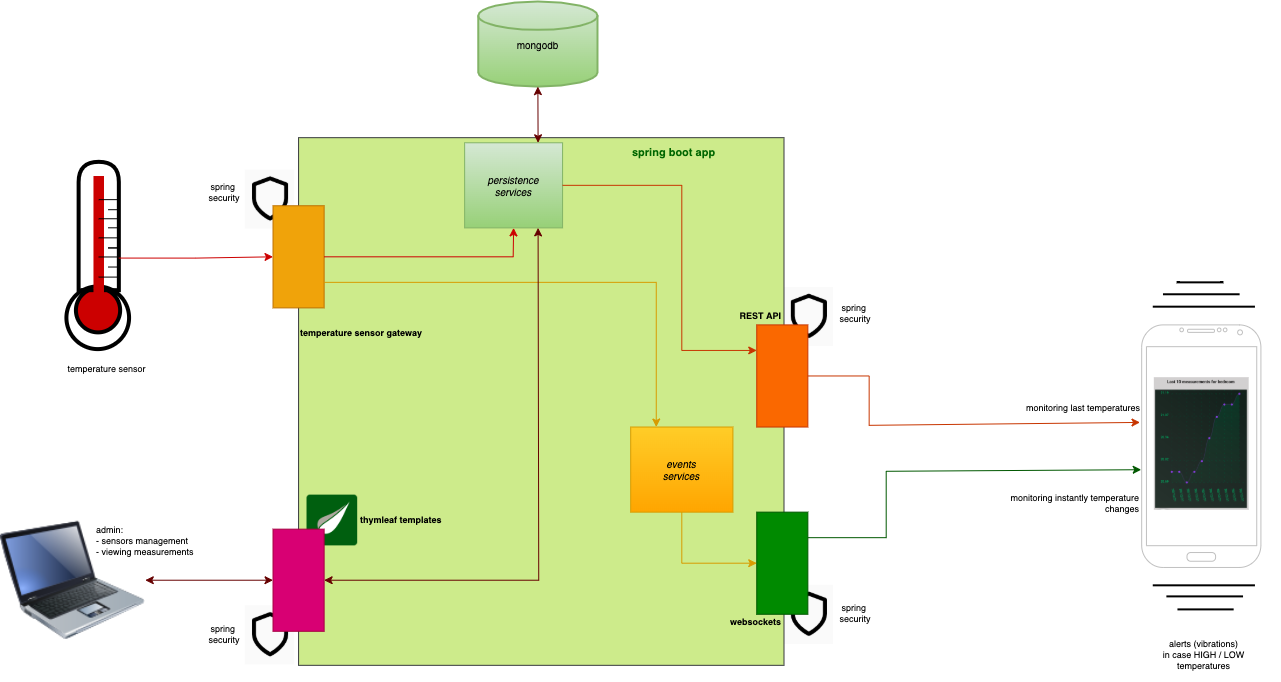 mongodb
spring boot app
persistence
services
spring
security
temperature sensor gateway
temperature sensor
REST API
spring
security
monitoring last temperatures
Last 10 measurements for bedroom
events
services
monitoring instantly temperature
changes
thymleaf templates
admin:
- sensors management
- viewing measurements
spring
security
websockets
spring
security
alerts (vibrations)
in case HIGH / LOW
temperatures